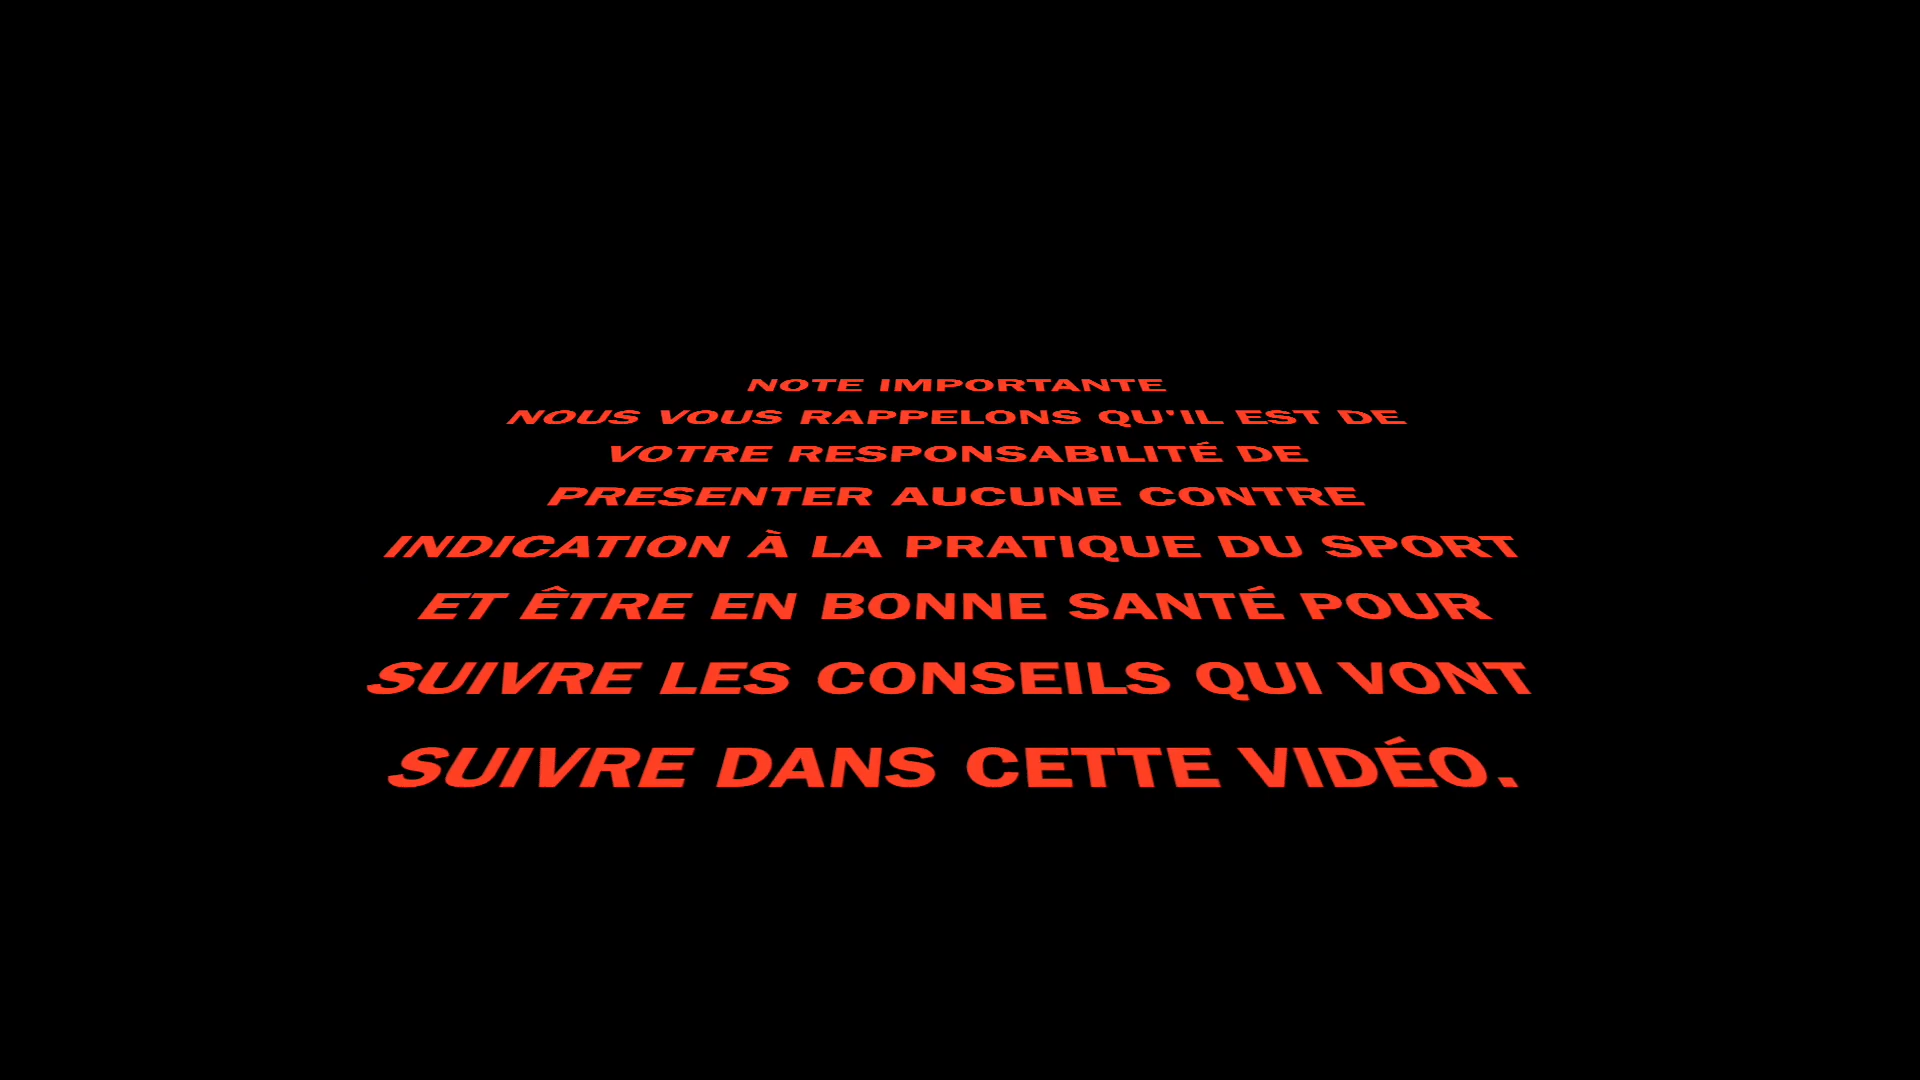 NOTE IMPORTANTE
NOUS VOUS RAPPELONS QU'IL EST DE
VOTRE RESPONSABILITÉ DE
PRESENTER AUCUNE CONTRE
INDICATION À LA PRATIQUE DU SPORT
ET ÊTRE EN BONNE SANTÉ POUR
SUIVRE LES CONSEILS QUI VONT
SUIVRE DANS CETTE VIDÉO.